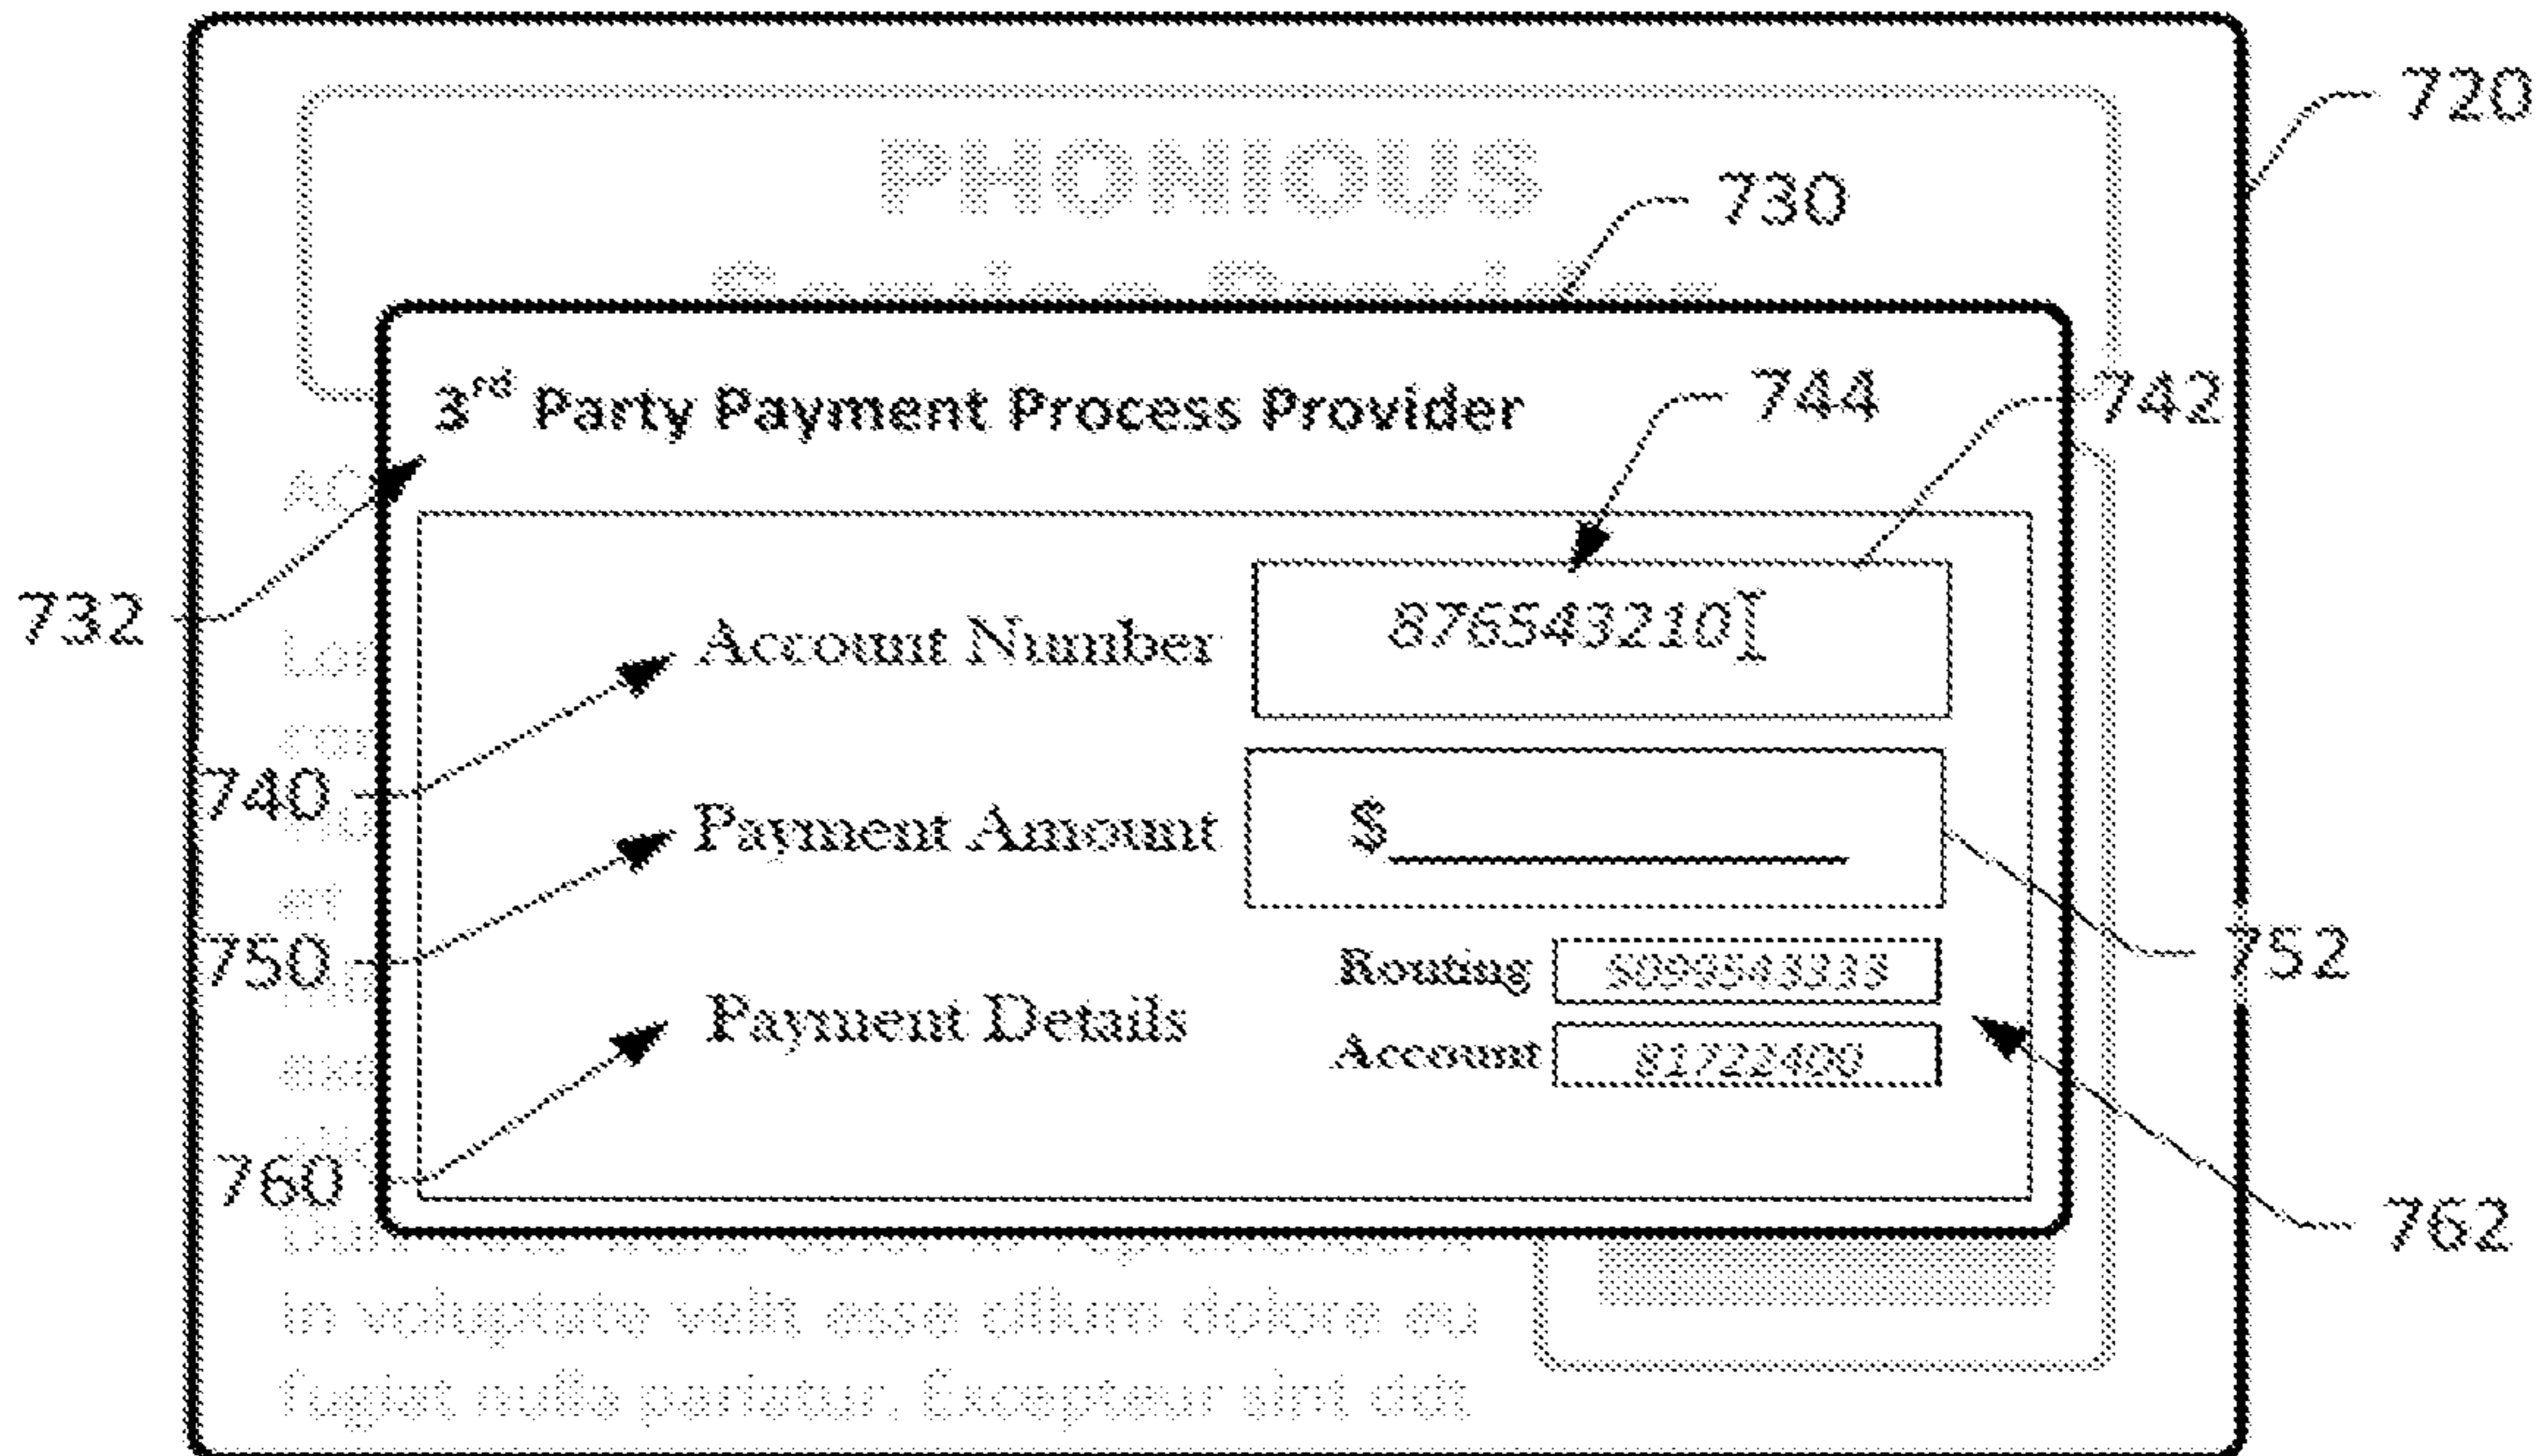 720
PHONIOUS
730
3rd Party Payment Process Provider
744
742
732
Account Number 876543210
740
Payment Amount $
750
752
Routing
Payment Details
Account 81722400
760
762
in voluptate velit esse cillum dolore eu
fugiat nulla pariatur. Excepteur sint